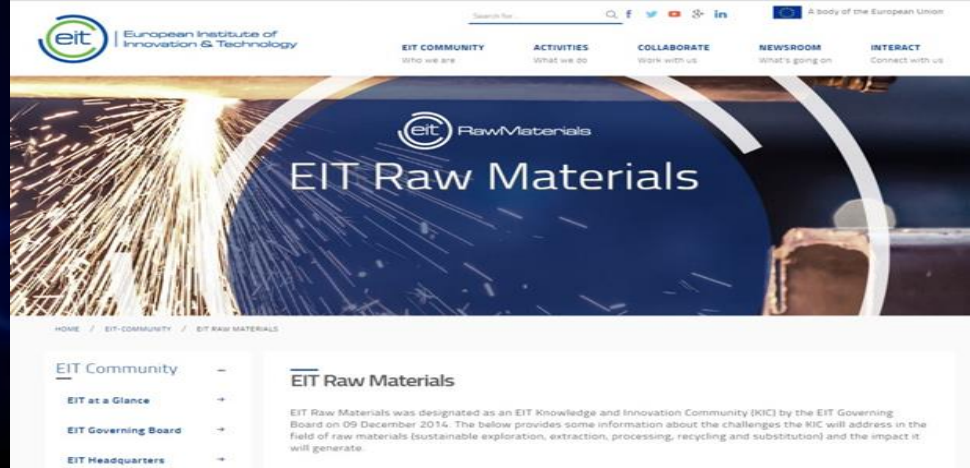 eit
European Institute of
Innovation & Technology
Search for...
f
in
A body of the European Union
EIT COMMUNITY
Who we are
ACTIVITIES
What we do
COLLABORATE
Work with us
NEWSROOM
What's going on
INTERACT
Connect with us
eit RawMaterials
EIT Raw Materials
HOME / EIT-COMMUNITY / EIT RAW MATERIALS
EIT Community
EIT at a Glance
EIT Governing Board
EIT Headquarters
EIT Raw Materials
EIT Raw Materials was designated as an EIT Knowledge and Innovation Community (KIC) by the EIT Governing
Board on 09 December 2014. The below provides some information about the challenges the KIC will address in the
field of raw materials (sustainable exploration, extraction, processing, recycling and substitution) and the impact it
will generate.